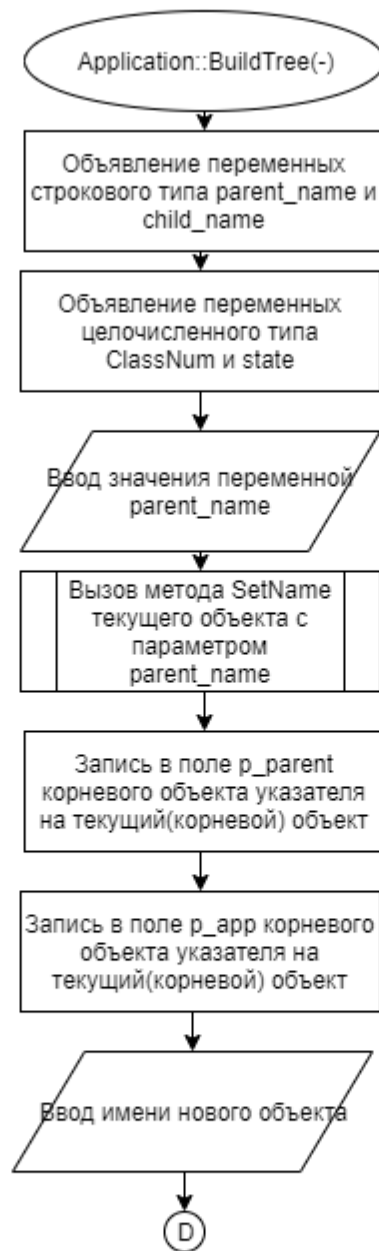 Application::BuildTree(-)
Объявление переменных
строкового типа parent_name и
child_name
Объявление переменных
целочисленного типа
ClassNum и state
Ввод значения переменной
parent_name
Вызов метода SetName
текущего объекта с
параметром
parent_name
Запись в поле p_parent
корневого объекта указателя
на текущий(корневой) объект
Запись в поле p_app корневого
объекта указателя на
текущий(корневой) объект
Ввод имени нового объекта
D